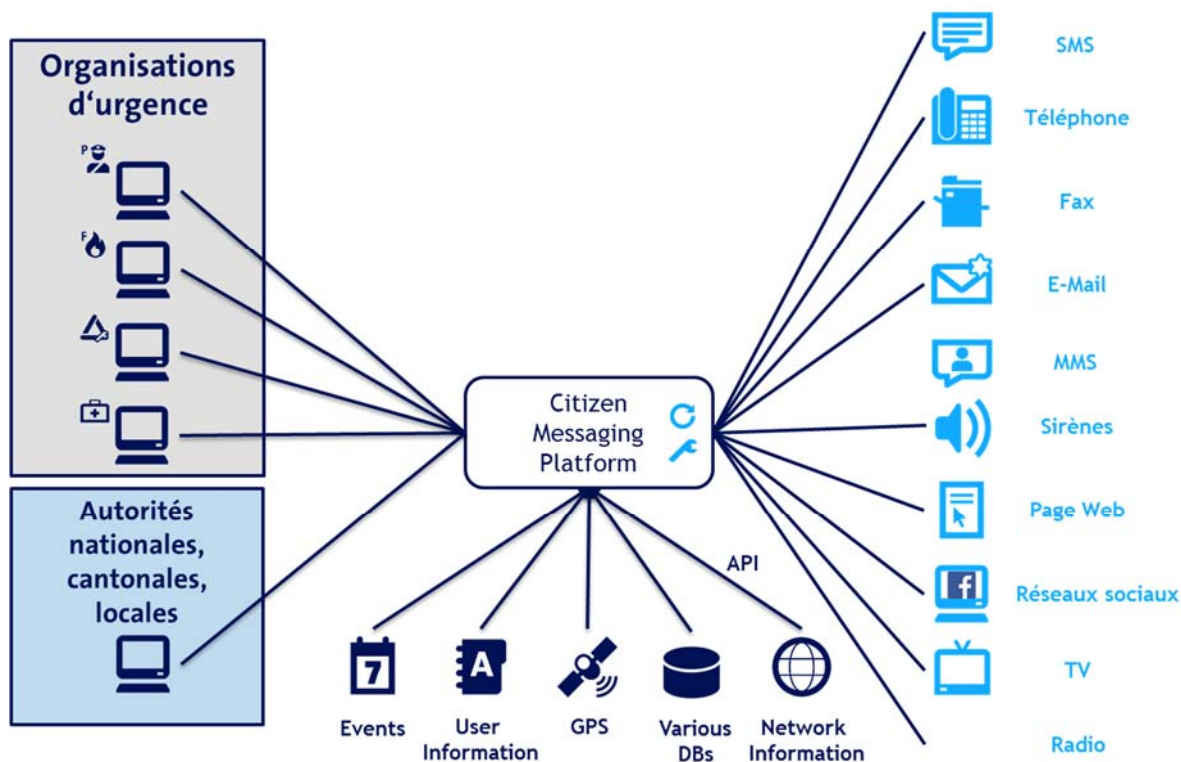 Organisations
d‘urgence
P
F
Autorités
nationales,
cantonales,
locales
Citizen
Messaging
Platform
API
7
A
Events
User
Information
GPS
Various
DBs
Network
Information
SMS
Téléphone
Fax
E-Mail
MMS
Sirènes
Page Web
f
Réseaux sociaux
TV
Radio